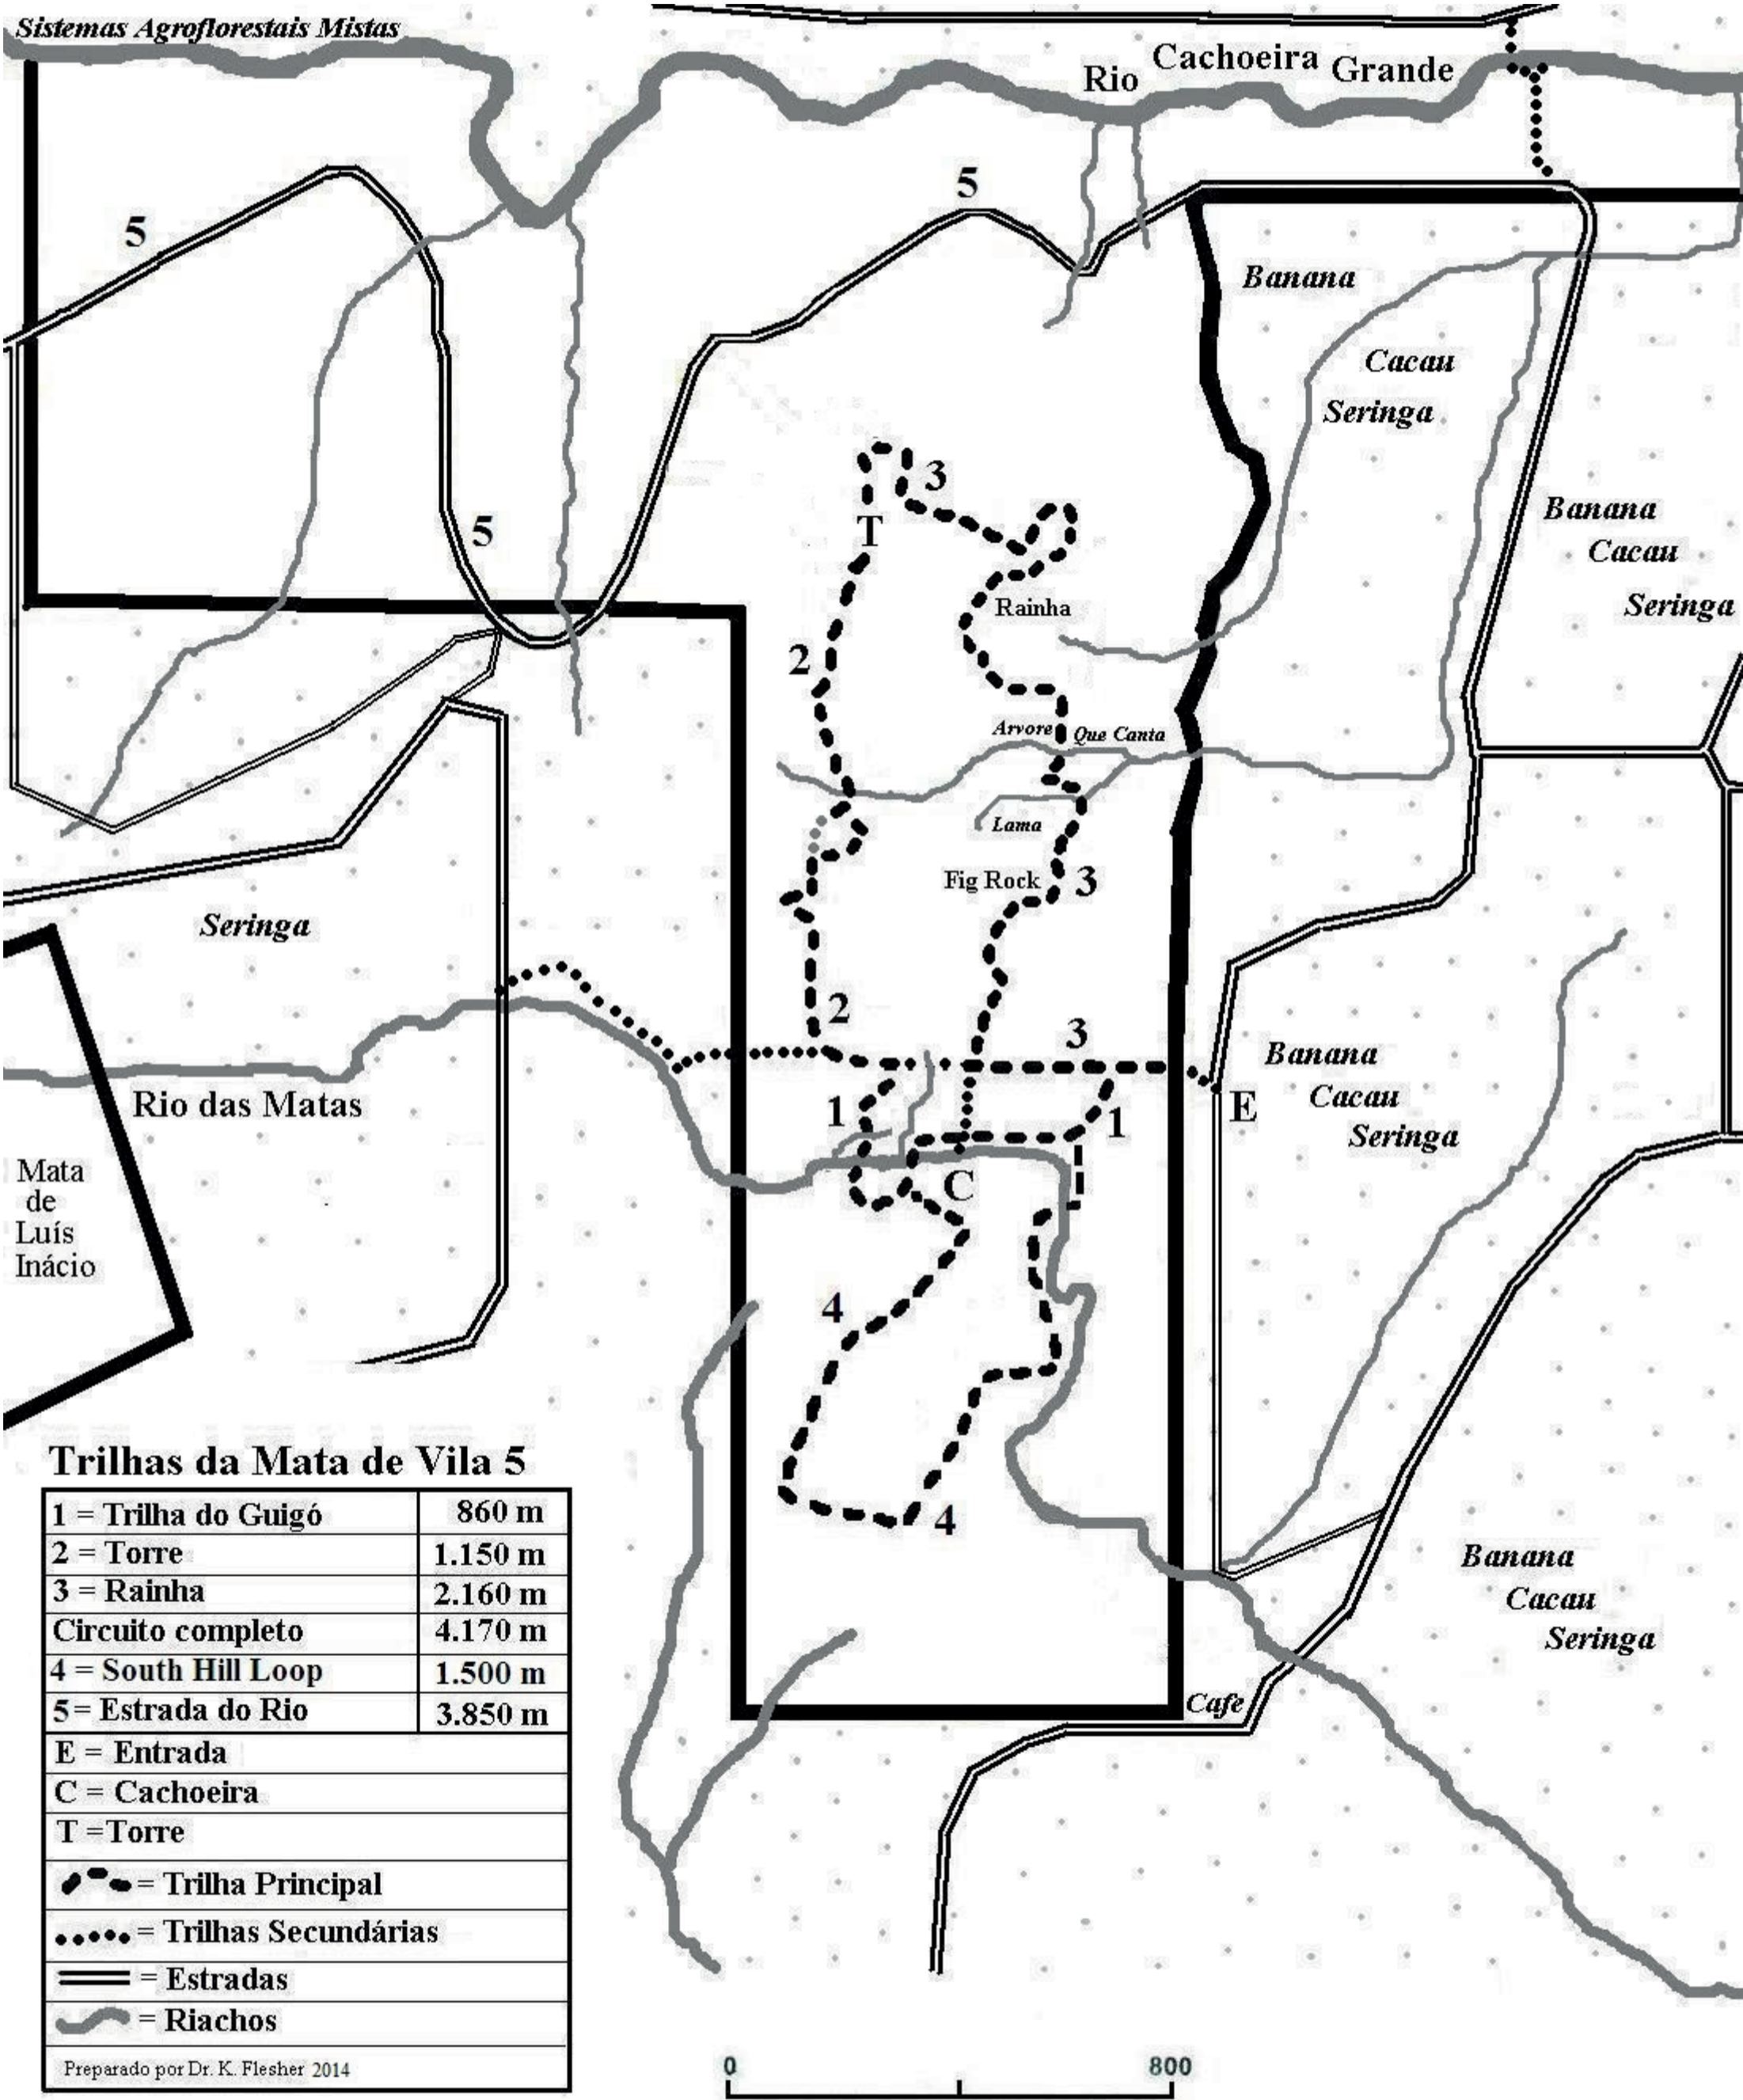 Sistemas Agroflorestais Mistas
Rio Cachoeira Grande
5
5
5
Banana
Cacau
Seringa
Banana
Cacau
Seringa
3
T
Rainha
2
Arvore Que Canta
Lama
Fig Rock
3
Seringa
2
3
Rio das Matas
1
1
E
Banana
Cacau
Seringa
C
Mata
de
Luís
Inácio
4
4
Banana
Cacau
Seringa
Cafe
Trilhas da Mata de Vila 5
1 = Trilha do Guigó 860 m
2 = Torre 1.150 m
3 = Rainha 2.160 m
Circuito completo 4.170 m
4 = South Hill Loop 1.500 m
5= Estrada do Rio 3.850 m
E = Entrada
C = Cachoeira
T =Torre
= Trilha Principal
= Trilhas Secundárias
= Estradas
= Riachos
Preparado por Dr. K. Flesher 2014
0 800